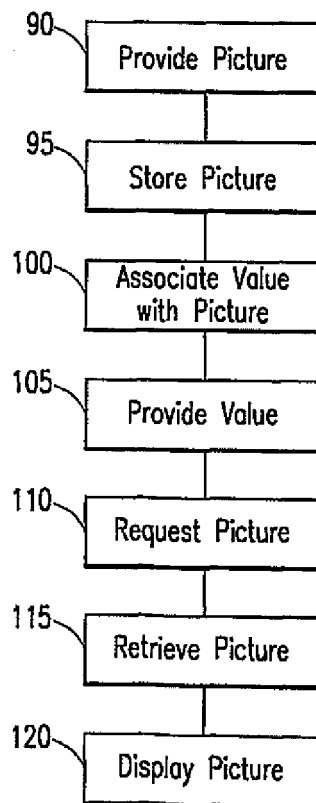 90
Provide Picture
95
Store Picture
100
Associate Value
with Picture
105
Provide Value
110
Request Picture
115
Retrieve Picture
120
Display Picture